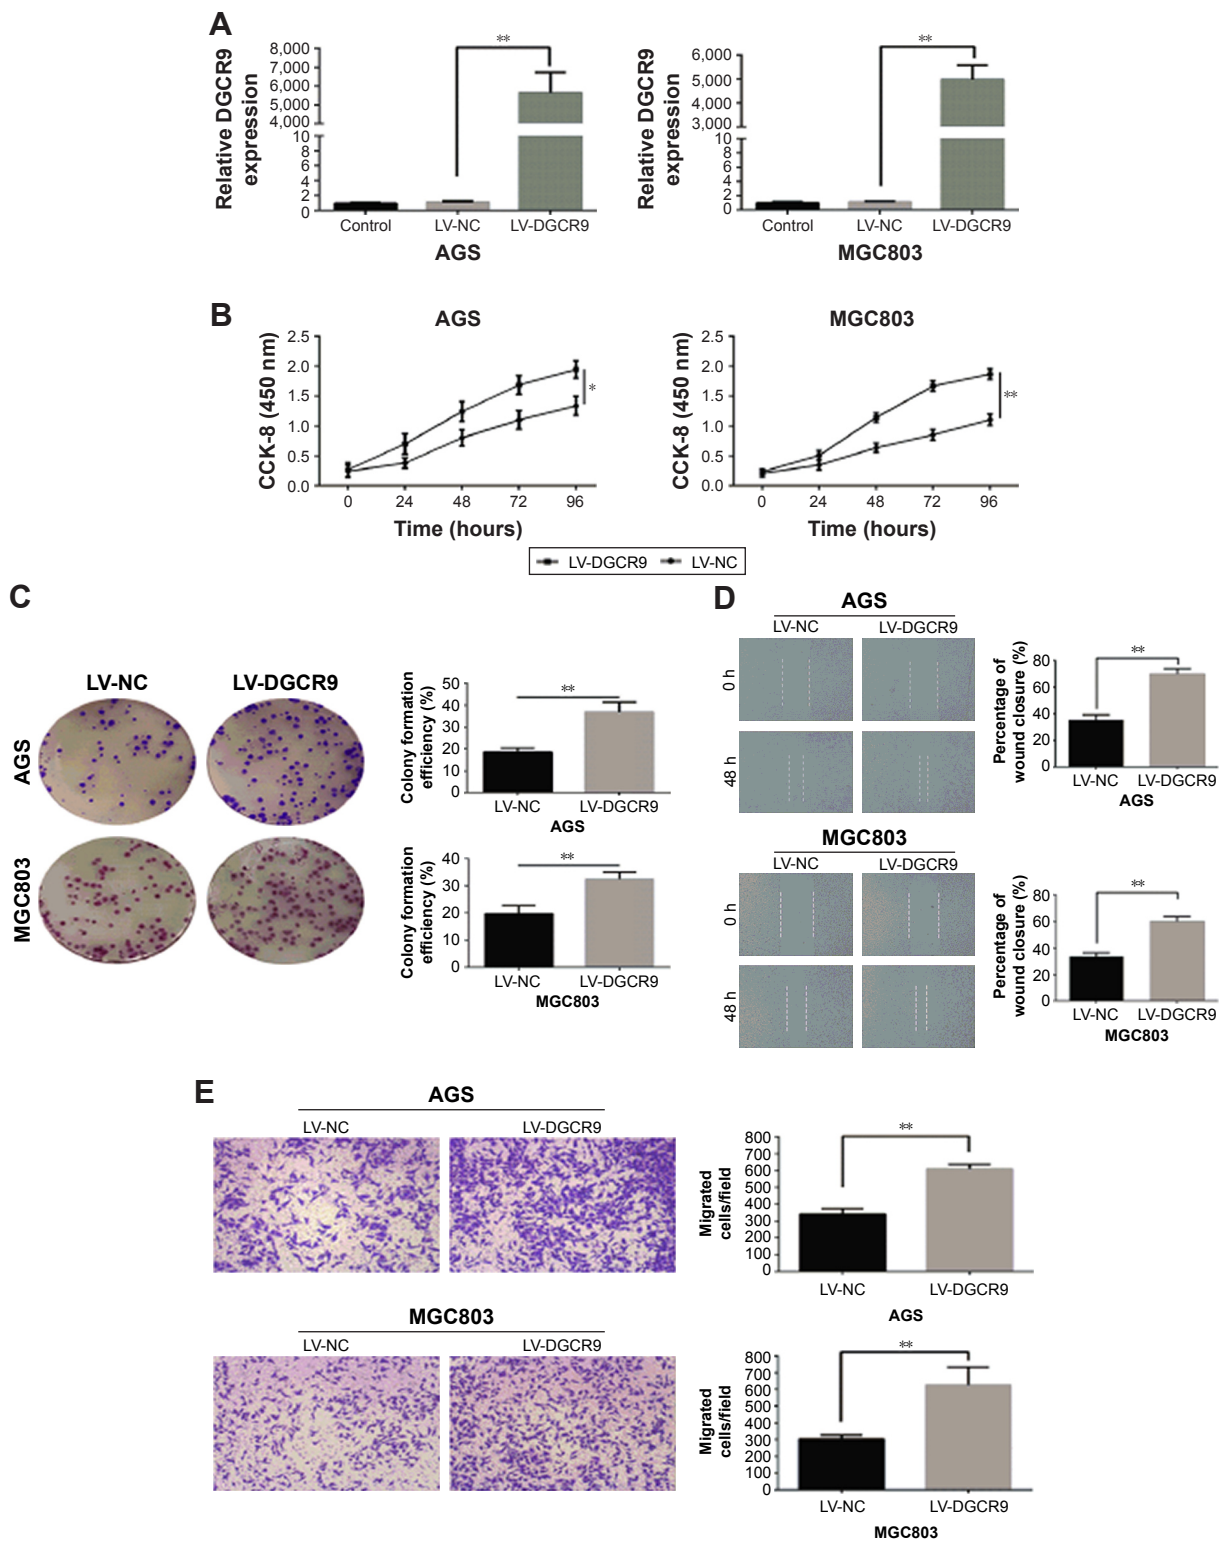 A
Relative DGCR9
expression
8,000
7,000
6,000
5,000
4,000
10
8
6
4
2
0
**
Control
LV-NC
LV-DGCR9
AGS
Relative DGCR9
expression
6,000
5,000
4,000
3,000
10
8
6
4
2
0
**
Control
LV-NC
LV-DGCR9
MGC803
B
AGS
CCK-8 (450 nm)
2.5
2.0
1.5
1.0
0.5
0.0
*
0 24 48 72 96
Time (hours)
MGC803
CCK-8 (450 nm)
2.5
2.0
1.5
1.0
0.5
0.0
**
0 24 48 72 96
Time (hours)
LV-DGCR9 LV-NC
C
LV-NC LV-DGCR9
AGS
MGC803
Colony formation
efficiency (%)
50
40
30
20
10
0
**
LV-NC LV-DGCR9
AGS
Colony formation
efficiency (%)
40
30
20
10
0
**
LV-NC LV-DGCR9
MGC803
D
AGS
LV-NC LV-DGCR9
0 h
48 h
Percentage of
wound closure (%)
80
60
40
20
0
**
LV-NC LV-DGCR9
AGS
MGC803
LV-NC LV-DGCR9
0 h
48 h
Percentage of
wound closure (%)
80
60
40
20
0
**
LV-NC LV-DGCR9
MGC803
E
AGS
LV-NC LV-DGCR9
Migrated
cells/field
800
700
600
500
400
300
200
100
0
**
LV-NC LV-DGCR9
AGS
MGC803
LV-NC LV-DGCR9
Migrated
cells/field
800
700
600
500
400
300
200
100
0
**
LV-NC LV-DGCR9
MGC803